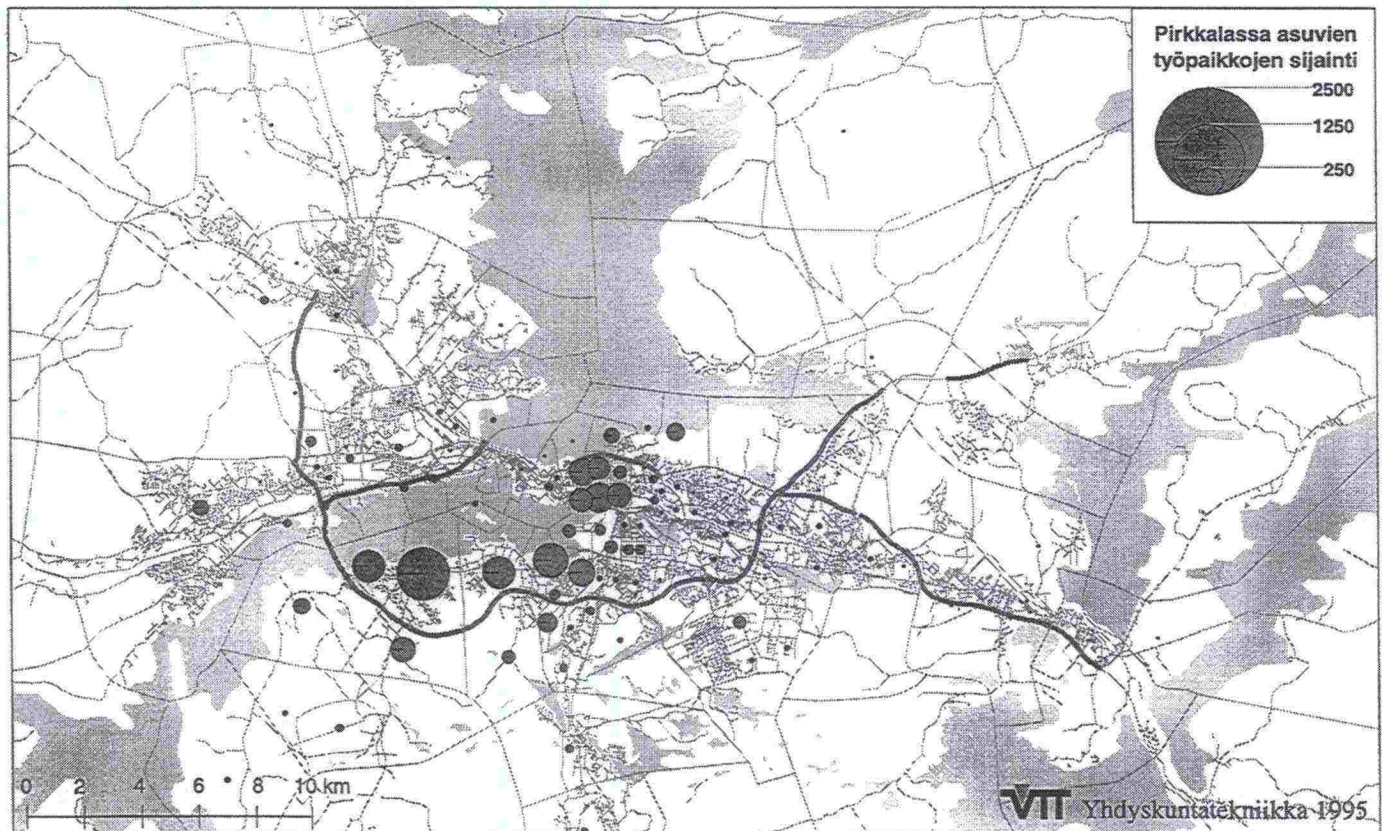 Pirkkalassa asuvien
työpaikkojen sijainti
2500
1250
250
0 2 4 6 8 10 km
VTT Yhdyskuntatekniikka 1995